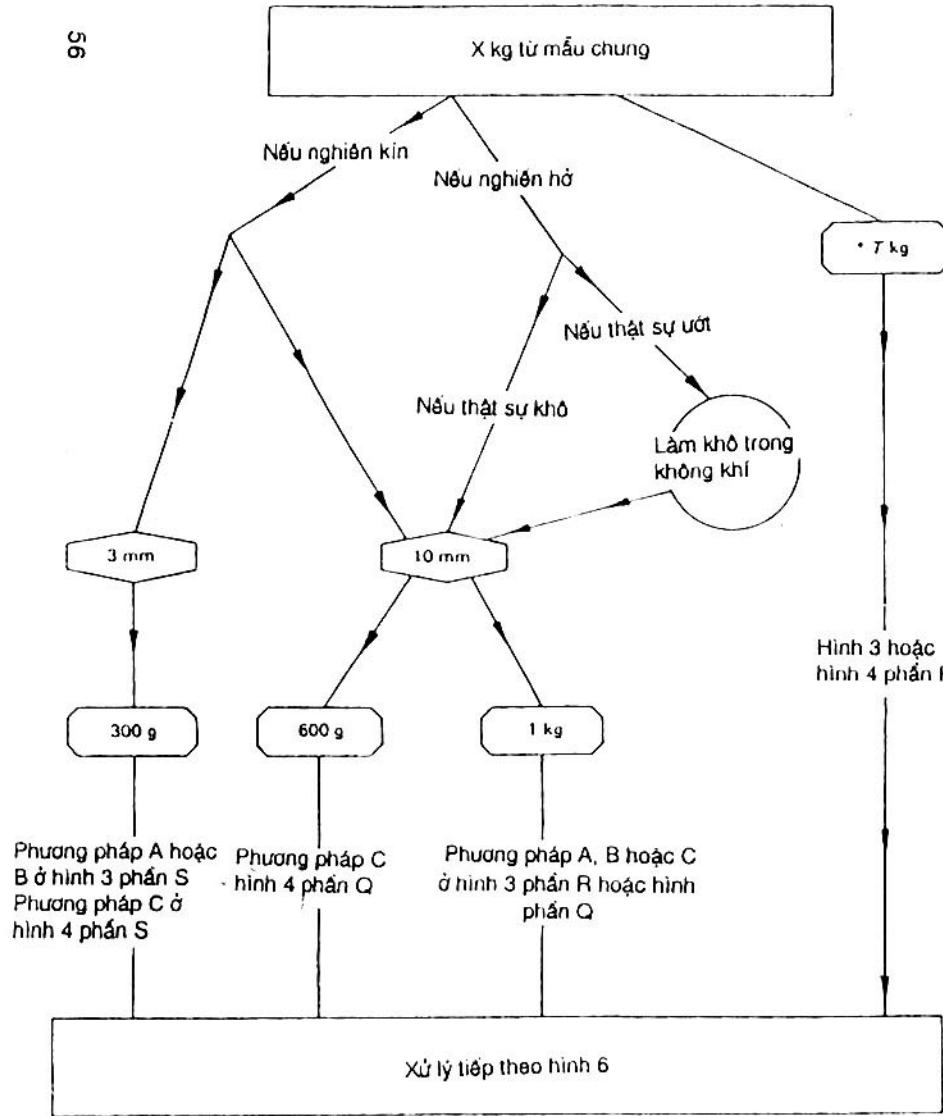 56
X kg từ mẫu chung
Nếu nghiền kín
Nếu nghiền hở
* T kg
Nếu thật sự ướt
Nếu thật sự khô
Làm khô trong
không khí
3 mm
10 mm
Hình 3 hoặc
hình 4 phần
300 g
600 g
1 kg
Phương pháp A hoặc
B ở hình 3 phần S
Phương pháp C ở
hình 4 phần S
Phương pháp C
hình 4 phần Q
Phương pháp A, B hoặc C
ở hình 3 phần R hoặc hình
phần Q
Xử lý tiếp theo hình 6